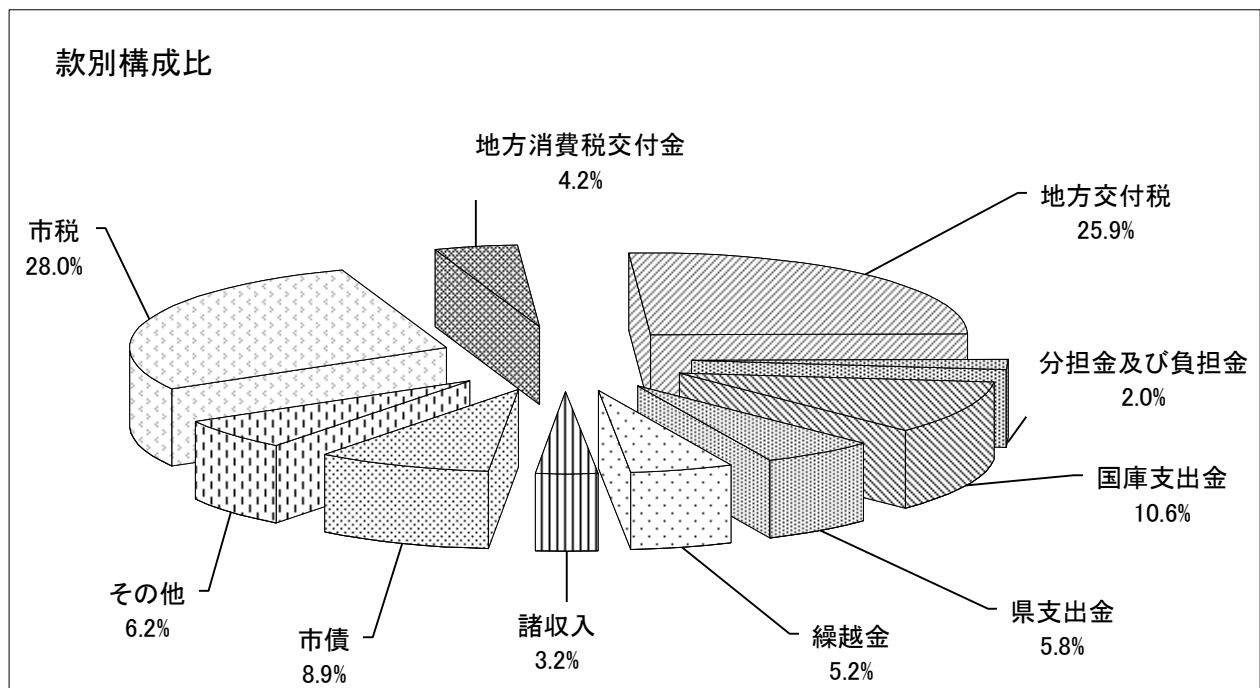 款別構成比
地方消費税交付金
4.2%
地方交付税
25.9%
市税
28.0%
分担金及び負担金
2.0%
国庫支出金
10.6%
県支出金
5.8%
繰越金
5.2%
諸収入
3.2%
市債
8.9%
その他
6.2%